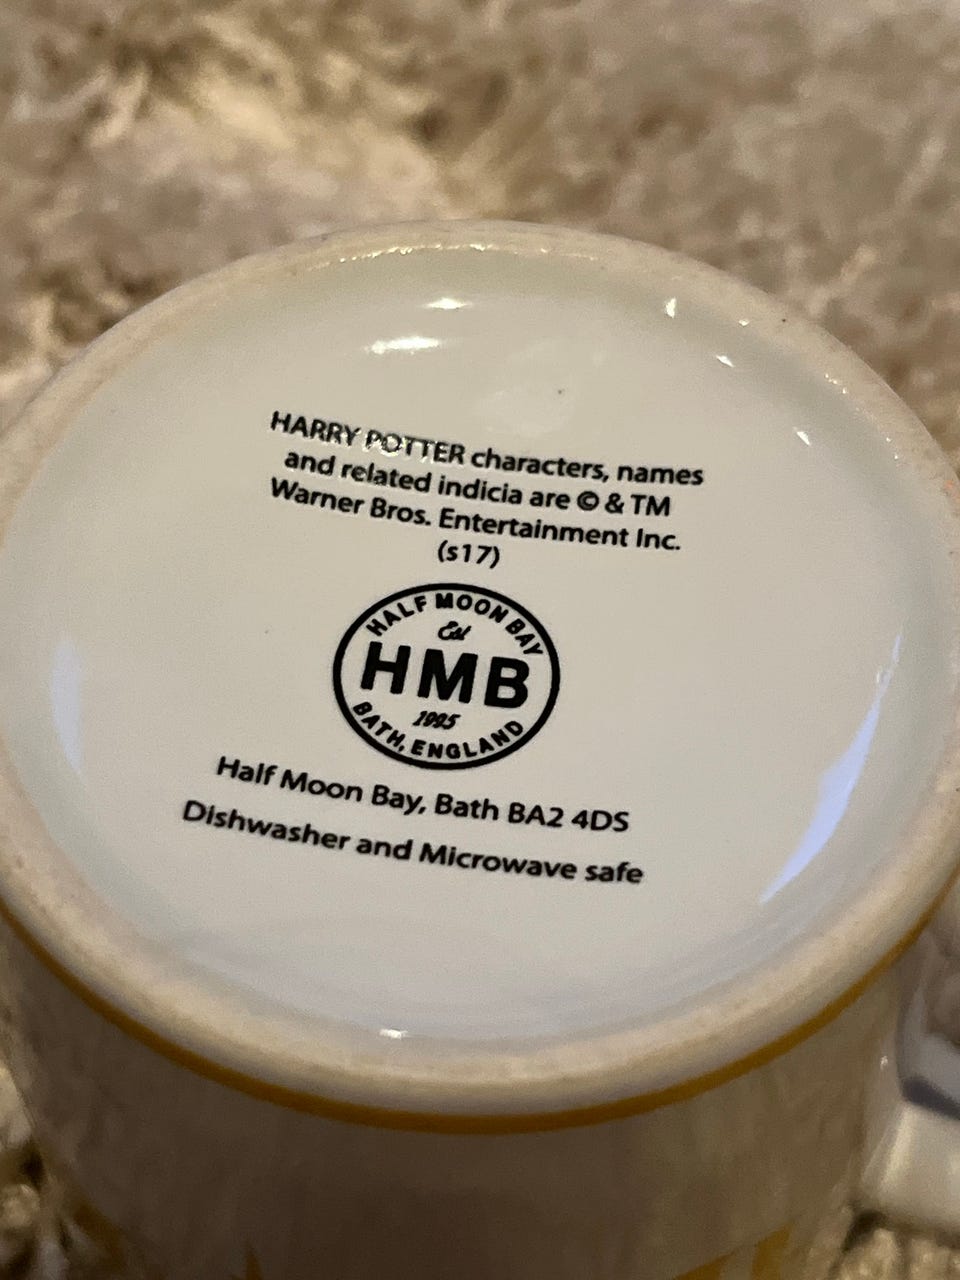 HARRY POTTER characters, names
and related indicia are © & TM
Warner Bros. Entertainment Inc.
(s17)
HALF MOON BAY
Est
HMB
1995
BATH, ENGLAND
Half Moon Bay, Bath BA2 4DS
Dishwasher and Microwave safe